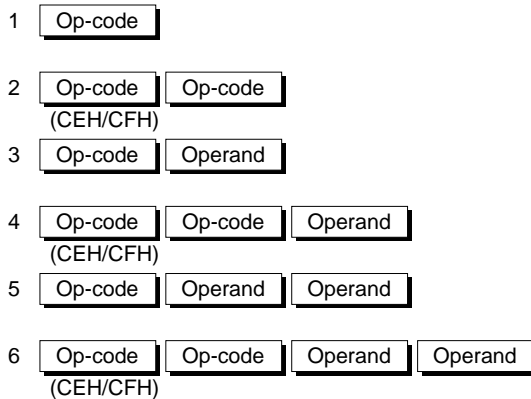 1 Op-code
2 Op-code Op-code
(CEH/CFH)
3 Op-code Operand
4 Op-code Op-code Operand
(CEH/CFH)
5 Op-code Operand Operand
6 Op-code Op-code Operand Operand
(CEH/CFH)